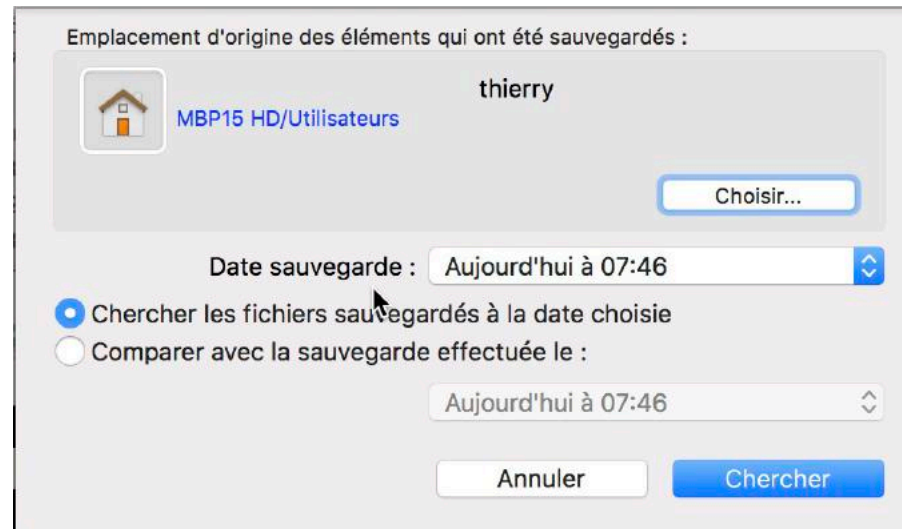 Emplacement d'origine des éléments qui ont été sauvegardés :
thierry
MBP15 HD/Utilisateurs
Choisir...
Date sauvegarde : Aujourd'hui à 07:46
Chercher les fichiers sauvegardés à la date choisie
Comparer avec la sauvegarde effectuée le :
Aujourd'hui à 07:46
Annuler Chercher